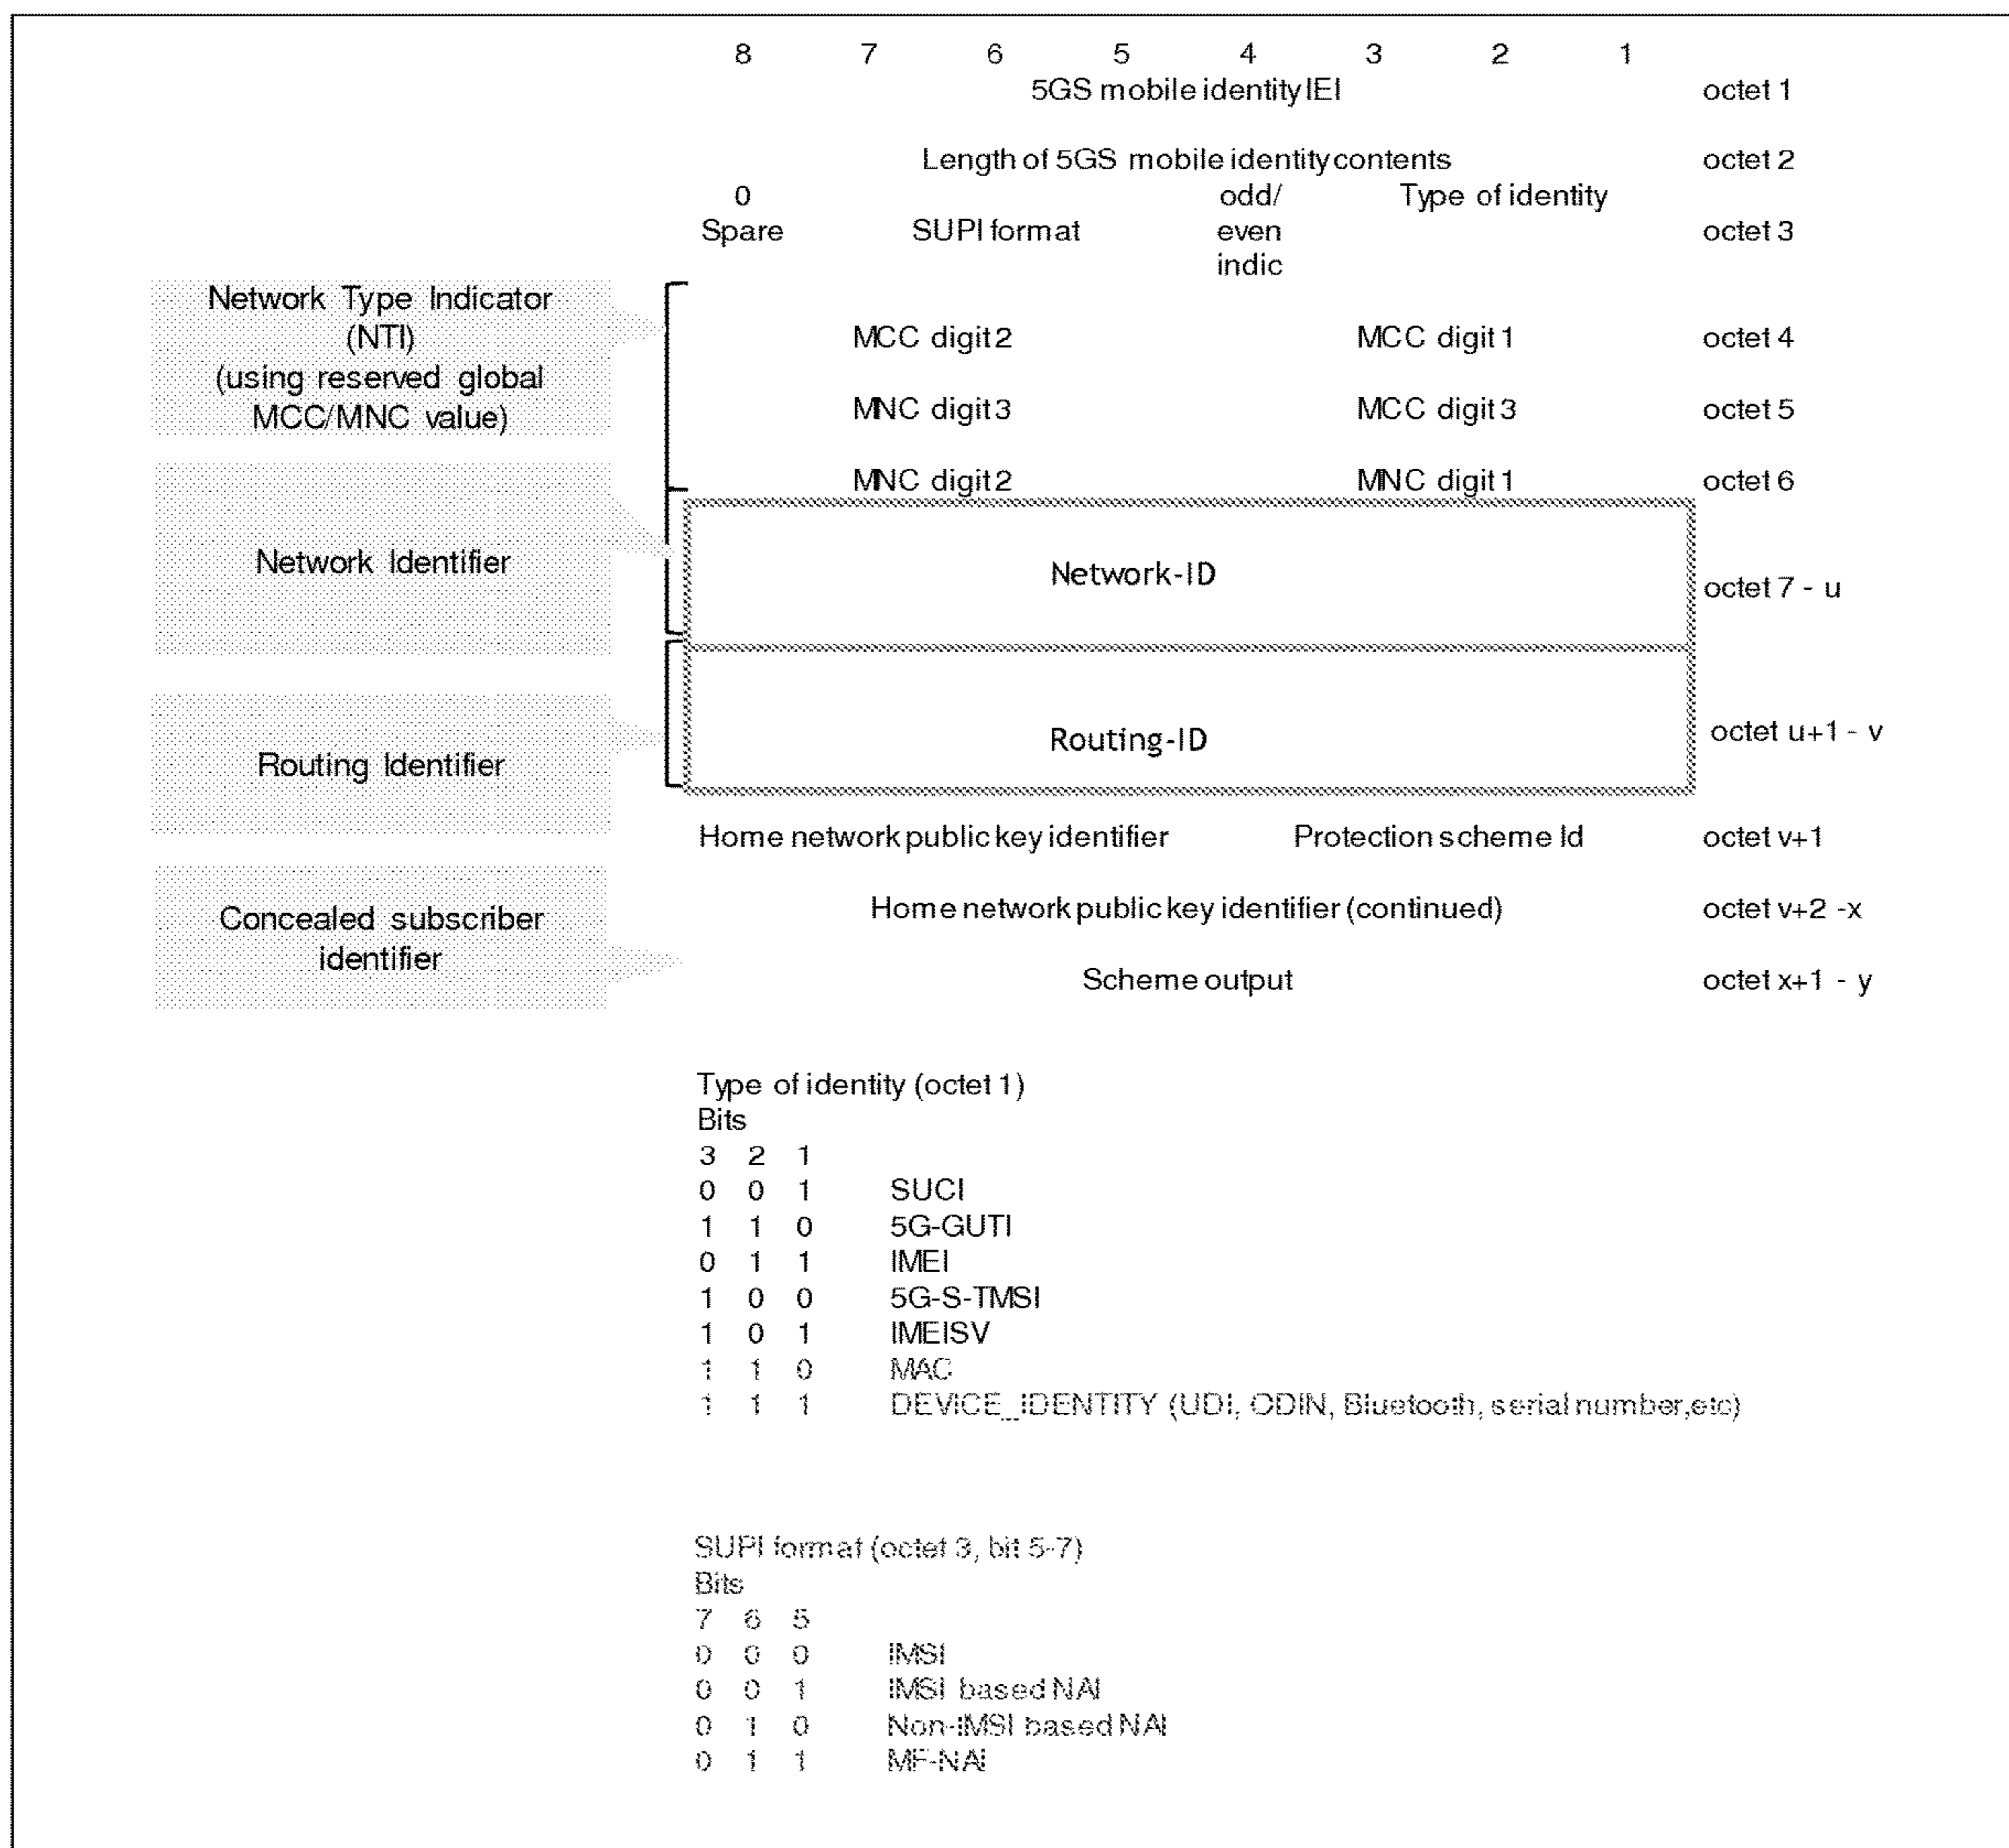 8 7 6 5 4 3 2 1
5GS mobile identity IEI octet 1
Length of 5GS mobile identity contents octet 2
0 odd/ Type of identity
Spare SUPI format even octet 3
indic
Network Type Indicator
(NTI)
(using reserved global
MCC/MNC value)
MCC digit 2 MCC digit 1 octet 4
MNC digit 3 MCC digit 3 octet 5
MNC digit 2 MNC digit 1 octet 6
Network Identifier
Network-ID octet 7 - u
Routing Identifier
Routing-ID octet u+1 - v
Home network public key identifier Protection scheme Id octet v+1
Concealed subscriber
identifier
Home network public key identifier (continued) octet v+2 -x
Scheme output octet x+1 - y
Type of identity (octet 1)
Bits
3 2 1
0 0 1 SUCI
1 1 0 5G-GUTI
0 1 1 IMEI
1 0 0 5G-S-TMSI
1 0 1 IMEISV
1 1 0 MAC
1 1 1 DEVICE_IDENTITY (UDI, ODIN, Bluetooth, serial number,etc)
SUPI format (octet 3, bit 5-7)
Bits
7 6 5
0 0 0 IMSI
0 0 1 IMSI based NAI
0 1 0 Non-IMSI based NAI
0 1 1 MF-NAI